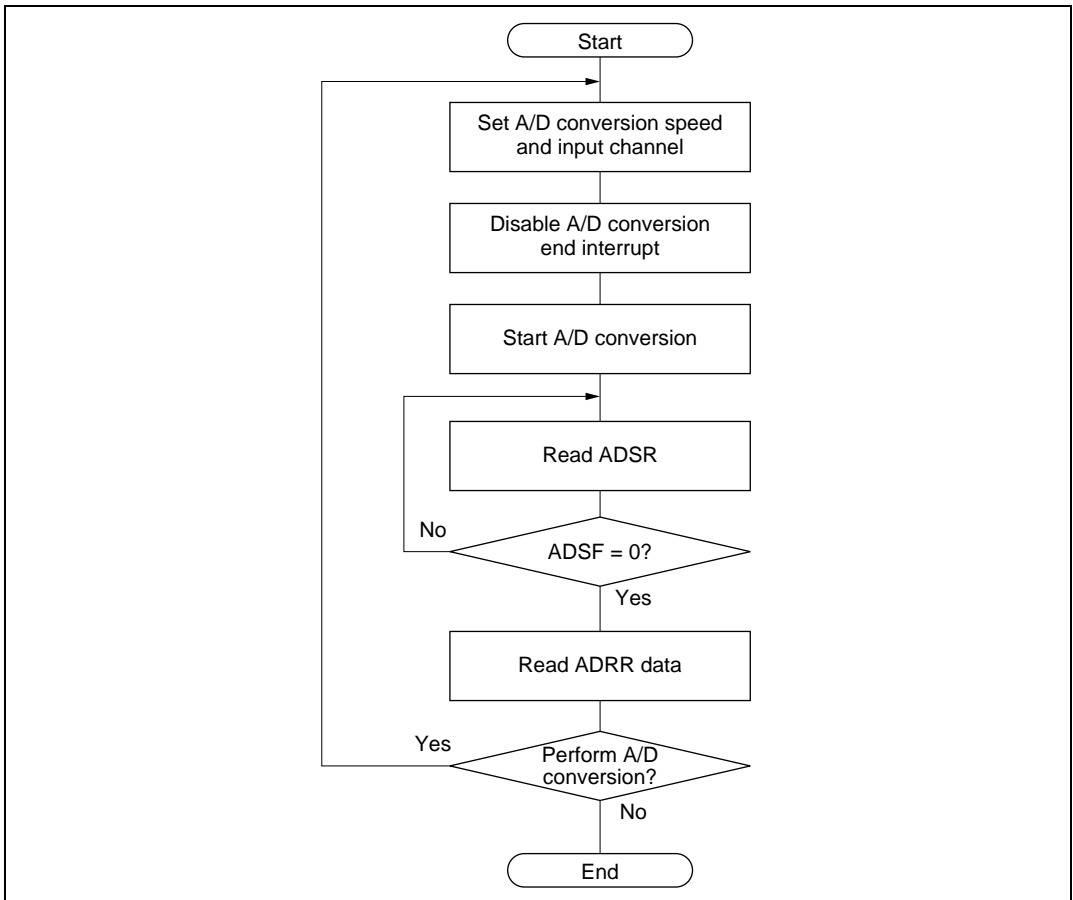 Start
Set A/D conversion speed
and input channel
Disable A/D conversion
end interrupt
Start A/D conversion
Read ADSR
No
ADSF = 0?
Yes
Read ADRR data
Yes
Perform A/D
conversion?
No
End